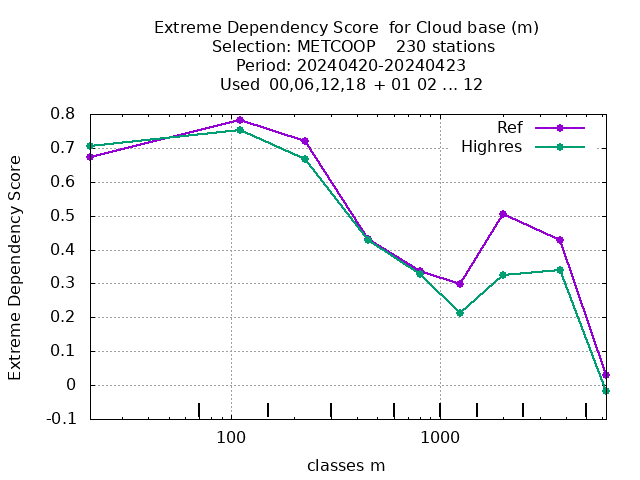 Extreme Dependency Score  for Cloud base (m)
Selection: METCOOP    230 stations
Period: 20240420-20240423
Used  00,06,12,18  + 01 02 ... 12
Ref
Highres
Extreme Dependency Score
0.8
0.7
0.6
0.5
0.4
0.3
0.2
0.1
0
-0.1
100
1000
classes m